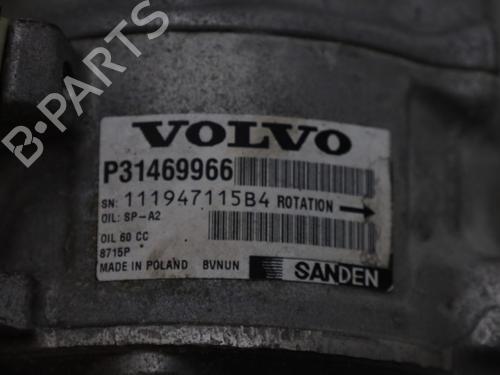 B-PARTS
VOLVO
P31469966
SN: 111947115B4 ROTATION
OIL: SP-A2
OIL 60 CC
8715P
MADE IN POLAND BVNUN SANDEN